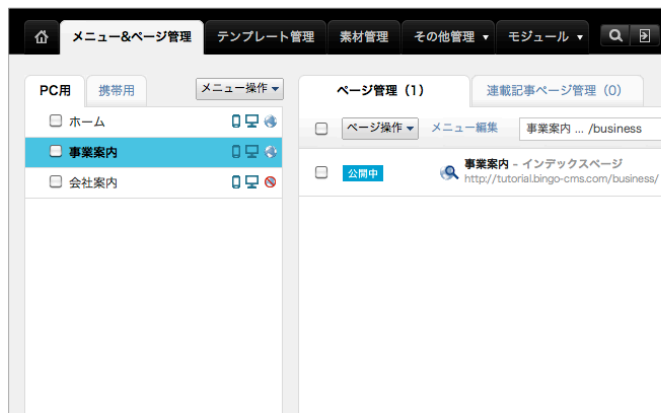 メニュー&ページ管理 テンプレート管理 素材管理 その他管理 ▼ モジュール ▼
PC用 携帯用 メニュー操作▼
ホーム
事業案内
会社案内
ページ管理（1） 連載記事ページ管理（0）
ページ操作▼ メニュー編集 事業案内 ... /business
公開中 事業案内 - インデックスページ
http://tutorial.bingo-cms.com/business/